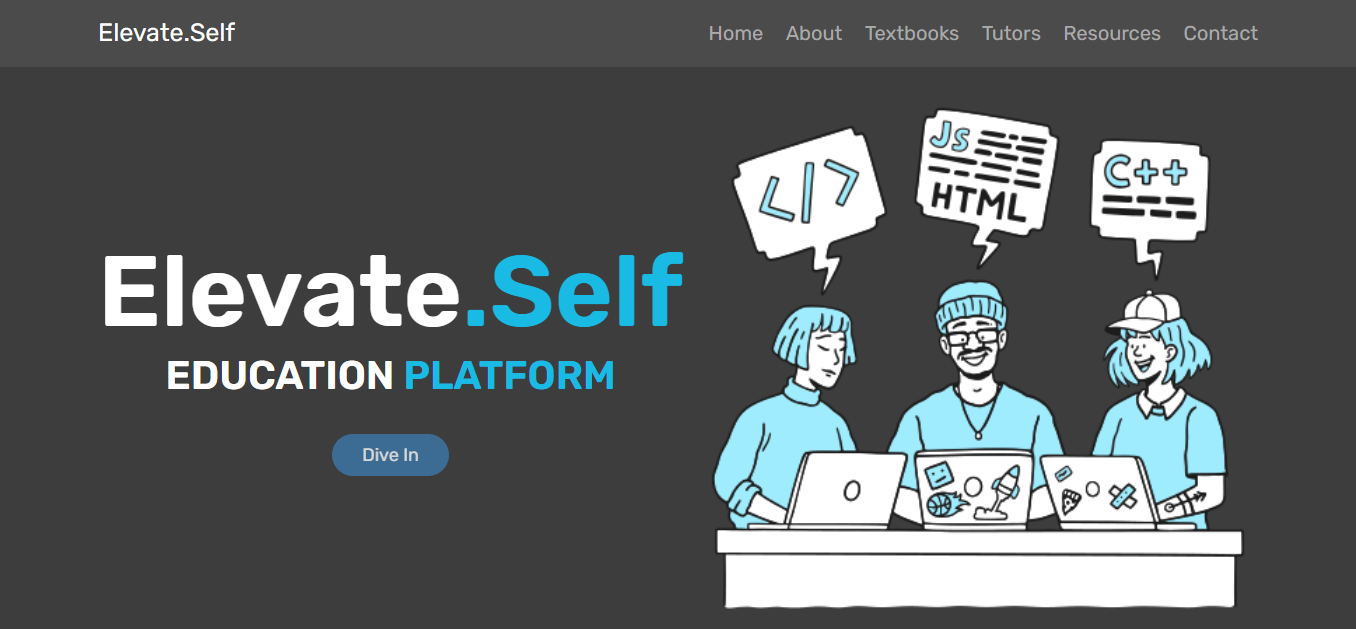 Elevate.Self
Home About Textbooks Tutors Resources Contact
Elevate.Self
EDUCATION PLATFORM
Dive In
</>
Js
HTML
C++